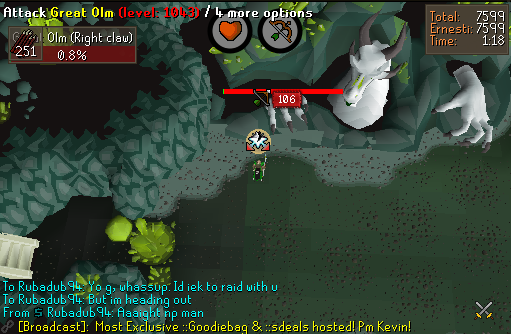 Attack Great Olm (level: 1043) / 4 more options
Total: 7599
Ernesti: 7599
Time: 1:18
Olm (Right claw)
251
0.8%
106
To Rubadub94: Yo g, whassup: Id iek to raid with u
To Rubadub94: But im heading out
From S Rubadub94: Aaaight np man
[Broadcast]: Most Exclusive ::Goodiebag & ::sdeals hosted! Pm Kevin!